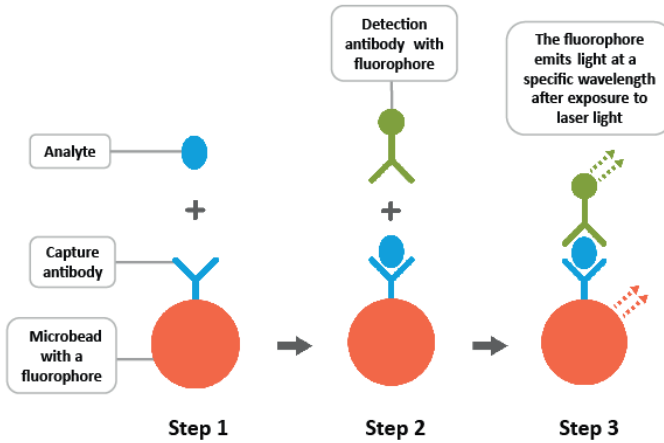 Detection
antibody with
fluorophore
The fluorophore
emits light at a
specific wavelength
after exposure to
laser light
Analyte
+
+
Capture
antibody
Microbead
with a
fluorophore
Step 1
Step 2
Step 3